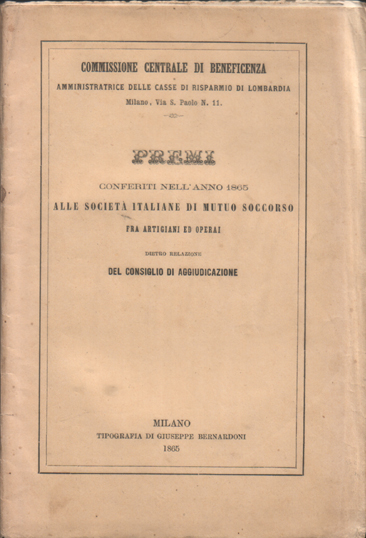 COMMISSIONE CENTRALE DI BENEFICENZA
AMMINISTRATRICE DELLE CASSE DI RISPARMIO DI LOMBARDIA
Milano, Via S. Paolo N. 11.
PREMI
CONFERITI NELL'ANNO 1865
ALLE SOCIETÀ ITALIANE DI MUTUO SOCCORSO
FRA ARTIGIANI ED OPERAI
DIETRO RELAZIONE
DEL CONSIGLIO DI AGGIUDICAZIONE
MILANO
TIPOGRAFIA DI GIUSEPPE BERNARDONI
1865